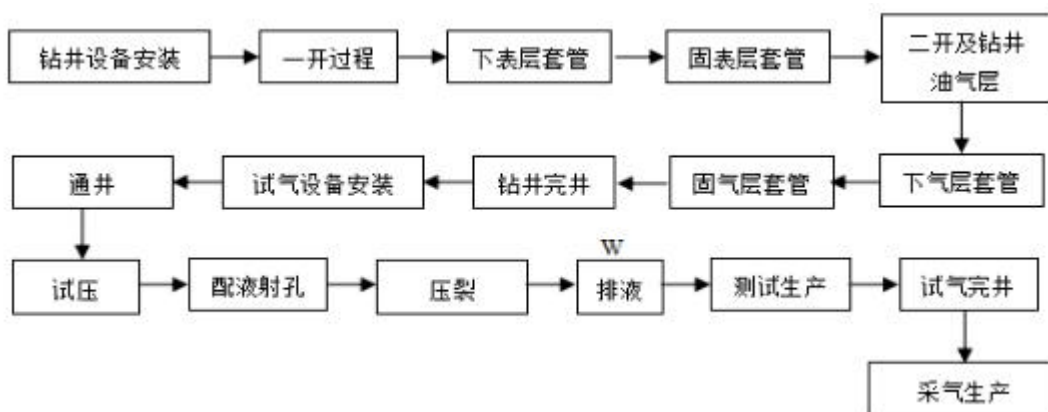 钻井设备安装
一开过程
下表层套管
固表层套管
二开及钻井
油气层
通井
试气设备安装
钻井完井
固气层套管
下气层套管
W
试压
配液射孔
压裂
排液
测试生产
试气完井
采气生产